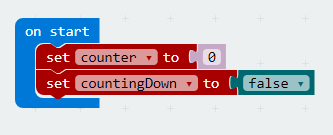 on start
set counter to 0
set countingDown to false